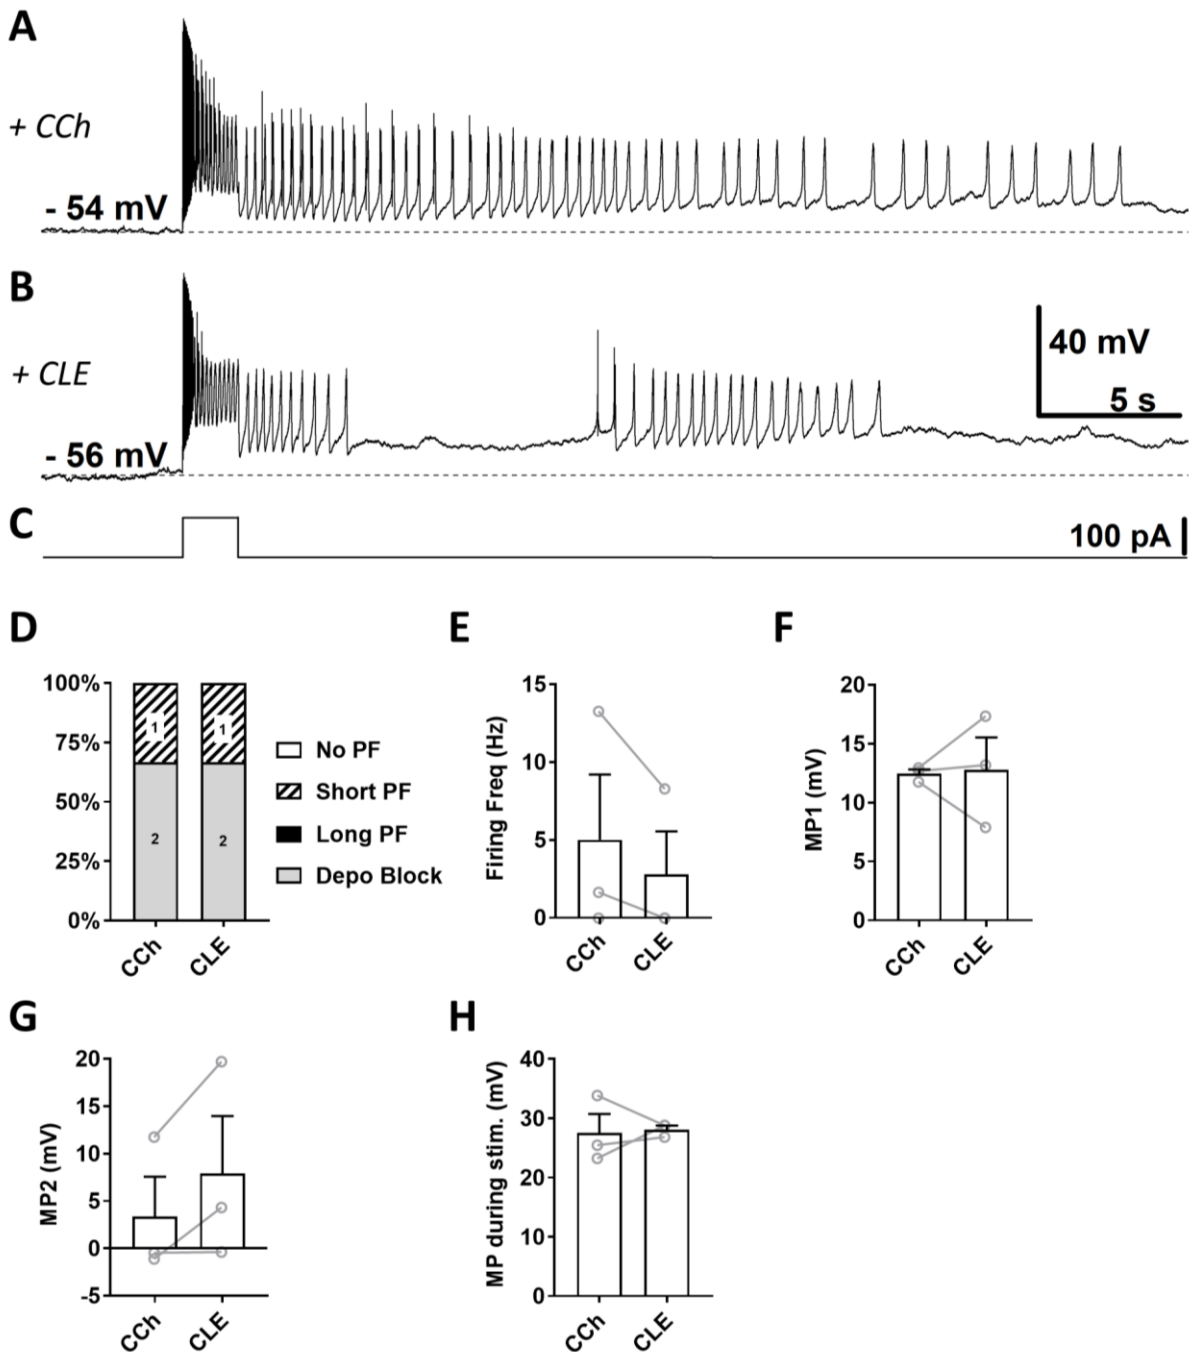 A
+ CCh
- 54 mV
B
+ CLE
40 mV
5 s
- 56 mV
C
100 pA
D
100%
75%
50%
25%
0%
1
1
2
2
CCh
CLE
No PF
Short PF
Long PF
Depo Block
E
Firing Freq (Hz)
15
10
5
0
CCh
CLE
F
MP1 (mV)
20
15
10
5
0
CCh
CLE
G
MP2 (mV)
20
15
10
5
0
-5
CCh
CLE
H
MP during stim. (mV)
40
30
20
10
0
CCh
CLE